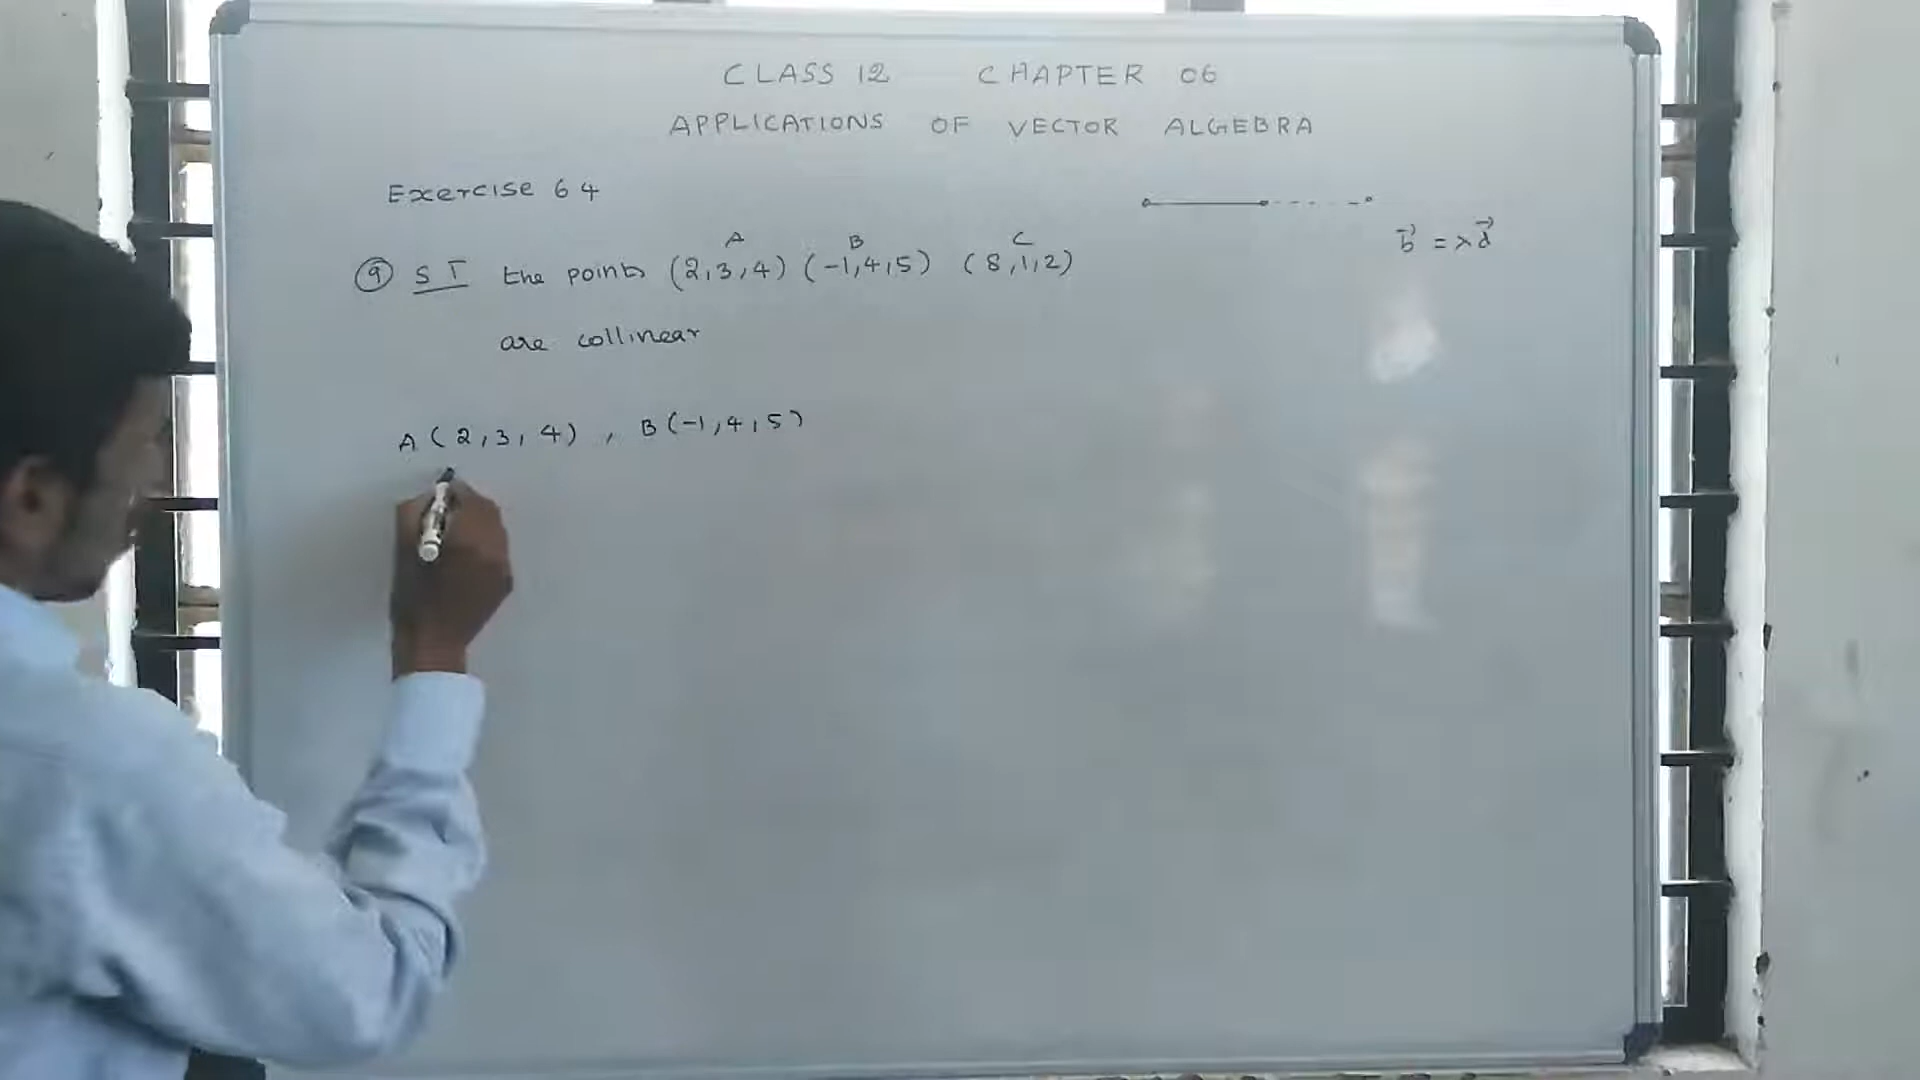 CLASS 12 CHAPTER 06
APPLICATIONS OF VECTOR ALGEBRA
Exercise 6 4
A B C
⑨ S T the points (2,3,4) (-1,4,5) (8,1,2)
are collinear
b⃗ = λ a⃗
A (2,3,4) , B(-1,4,5)